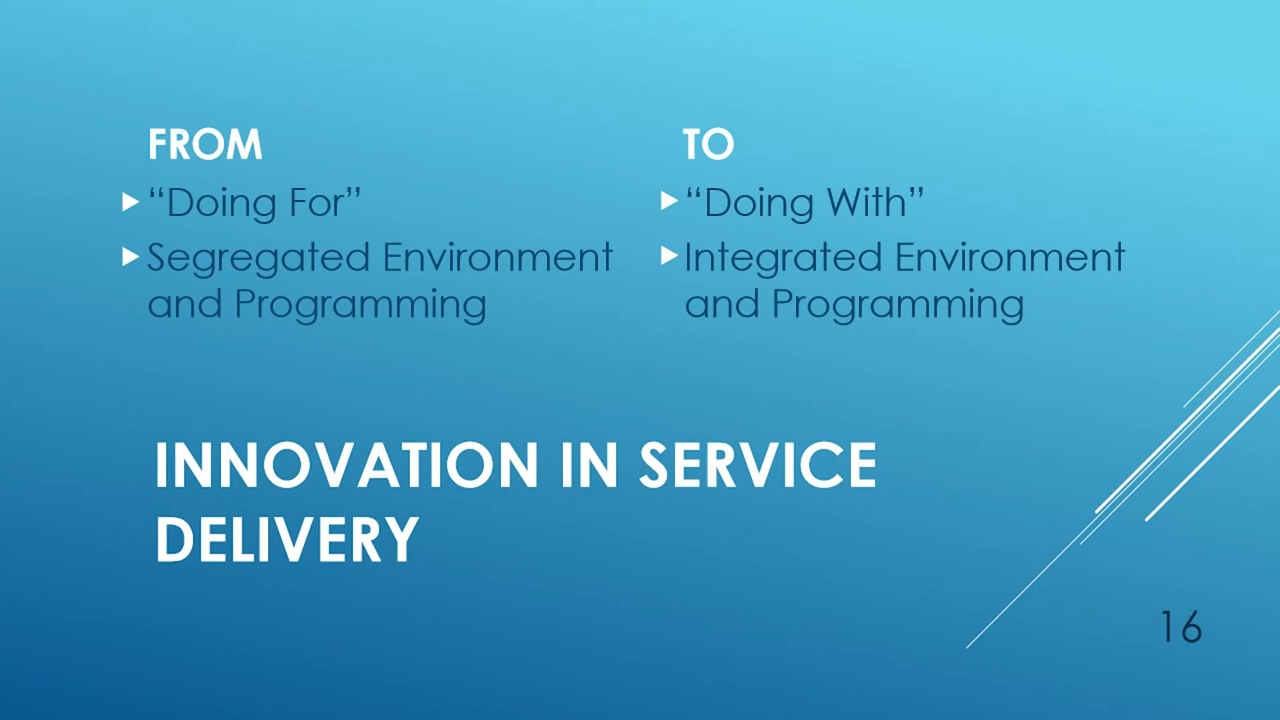 FROM
“Doing For”
Segregated Environment
and Programming
TO
“Doing With”
Integrated Environment
and Programming
INNOVATION IN SERVICE
DELIVERY
16